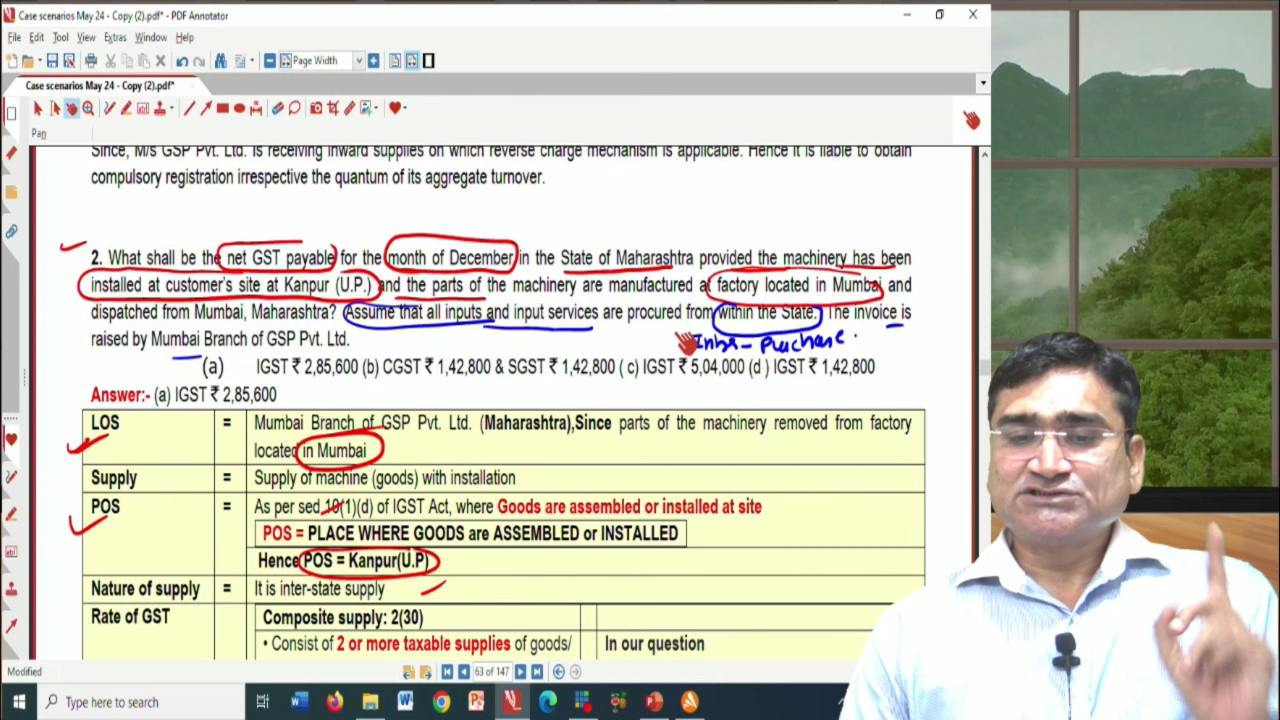 Case scenarios May 24 - Copy (2).pdf* - PDF Annotator
File Edit Tool View Extras Window Help
Page Width
Case scenarios May 24 - Copy (2).pdf*
Pan
Since, M/s GSP Pvt. Ltd. is receiving inward supplies on which reverse charge mechanism is applicable. Hence it is liable to obtain
compulsory registration irrespective the quantum of its aggregate turnover.
2. What shall be the net GST payable for the month of December in the State of Maharashtra provided the machinery has been
installed at customer's site at Kanpur (U.P.) and the parts of the machinery are manufactured at factory located in Mumbai and
dispatched from Mumbai, Maharashtra? Assume that all inputs and input services are procured from within the State. The invoice is
raised by Mumbai Branch of GSP Pvt. Ltd.
Intra - Purchase.
(a) IGST ₹ 2,85,600 (b) CGST ₹ 1,42,800 & SGST ₹ 1,42,800 ( c) IGST ₹ 5,04,000 (d ) IGST ₹ 1,42,800
Answer:- (a) IGST ₹ 2,85,600
LOS = Mumbai Branch of GSP Pvt. Ltd. (Maharashtra),Since parts of the machinery removed from factory
located in Mumbai
Supply = Supply of machine (goods) with installation
POS = As per sed 10(1)(d) of IGST Act, where Goods are assembled or installed at site
POS = PLACE WHERE GOODS are ASSEMBLED or INSTALLED
Hence POS = Kanpur(U.P)
Nature of supply = It is inter-state supply
Rate of GST = Composite supply: 2(30)
• Consist of 2 or more taxable supplies of goods/ In our question
Modified
63 of 147
Type here to search